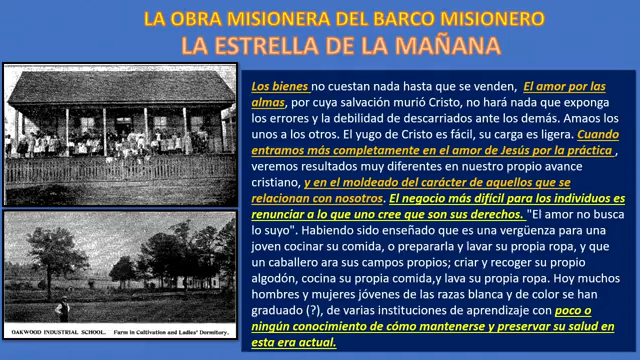 LA OBRA MISIONERA DEL BARCO MISIONERO
LA ESTRELLA DE LA MAÑANA
Los bienes no cuestan nada hasta que se venden, El amor por las
almas, por cuya salvación murió Cristo, no hará nada que exponga
los errores y la debilidad de descarriados ante los demás. Amaos los
unos a los otros. El yugo de Cristo es fácil, su carga es ligera. Cuando
entramos más completamente en el amor de Jesús por la práctica ,
veremos resultados muy diferentes en nuestro propio avance
cristiano, y en el moldeado del carácter de aquellos que se
relacionan con nosotros. El negocio más difícil para los individuos es
renunciar a lo que uno cree que son sus derechos. "El amor no busca
lo suyo". Habiendo sido enseñado que es una vergüenza para una
joven cocinar su comida, o prepararla y lavar su propia ropa, y que
un caballero ara sus campos propios; criar y recoger su propio
algodón, cocina su propia comida,y lava su propia ropa. Hoy muchos
hombres y mujeres jóvenes de las razas blanca y de color se han
graduado (?), de varias instituciones de aprendizaje con poco o
ningún conocimiento de cómo mantenerse y preservar su salud en
esta era actual.
OAKWOOD INDUSTRIAL SCHOOL. Farm in Cultivation and Ladies' Dormitory.